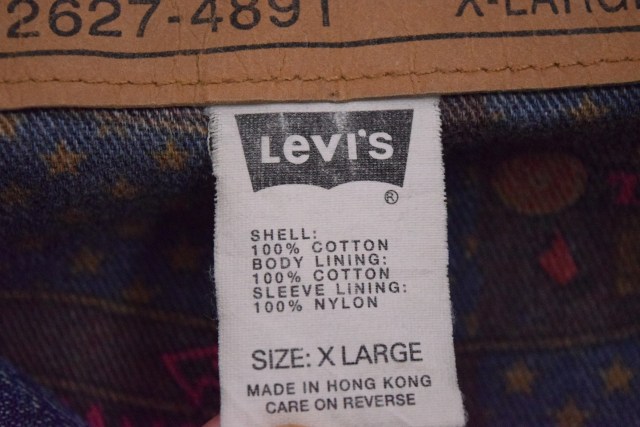 2627-4891
LEVI'S
®
SHELL:
100% COTTON
BODY LINING:
100% COTTON
SLEEVE LINING:
100% NYLON
SIZE: X LARGE
MADE IN HONG KONG
CARE ON REVERSE